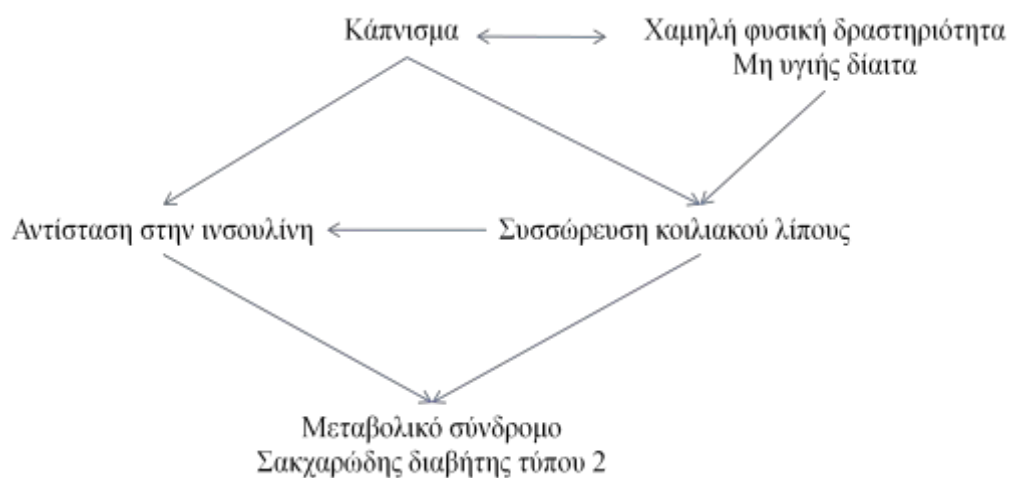 Κάπνισμα
Χαμηλή φυσική δραστηριότητα
Μη υγιής δίαιτα
Αντίσταση στην ινσουλίνη
Συσσώρευση κοιλιακού λίπους
Μεταβολικό σύνδρομο
Σακχαρώδης διαβήτης τύπου 2